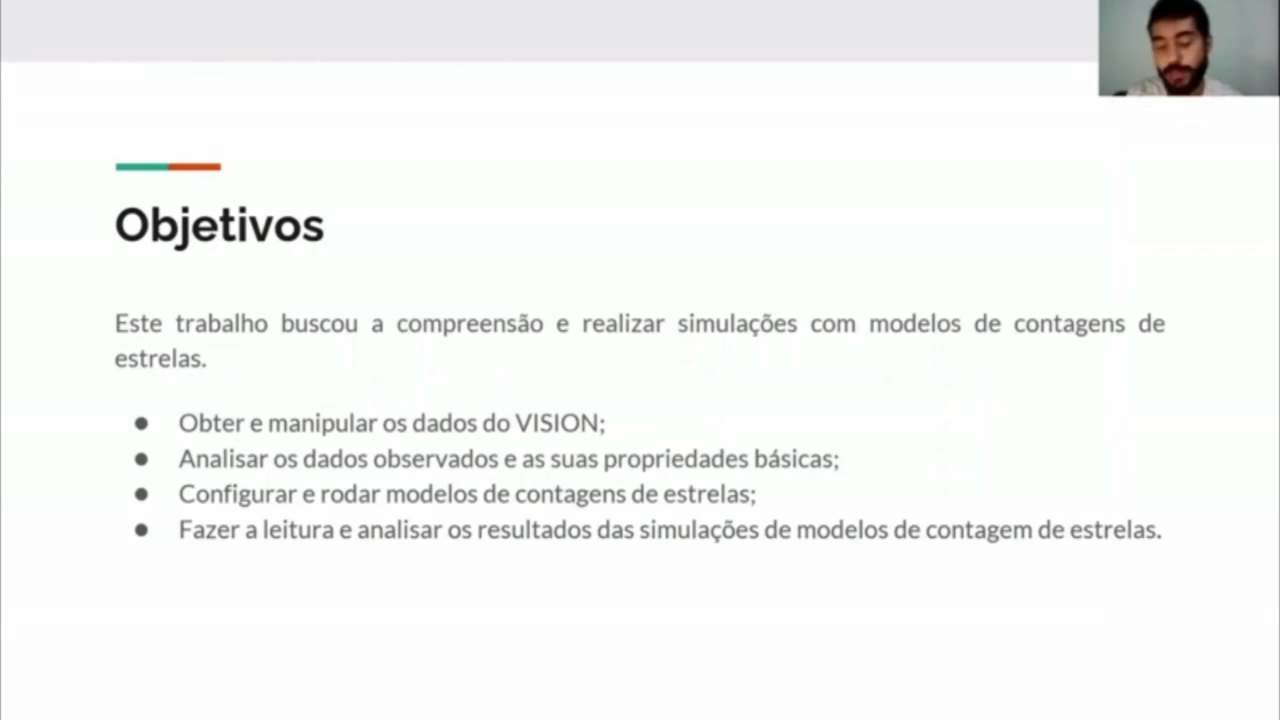 Objetivos
Este trabalho buscou a compreensão e realizar simulações com modelos de contagens de
estrelas.
● Obter e manipular os dados do VISION;
● Analisar os dados observados e as suas propriedades básicas;
● Configurar e rodar modelos de contagens de estrelas;
● Fazer a leitura e analisar os resultados das simulações de modelos de contagem de estrelas.